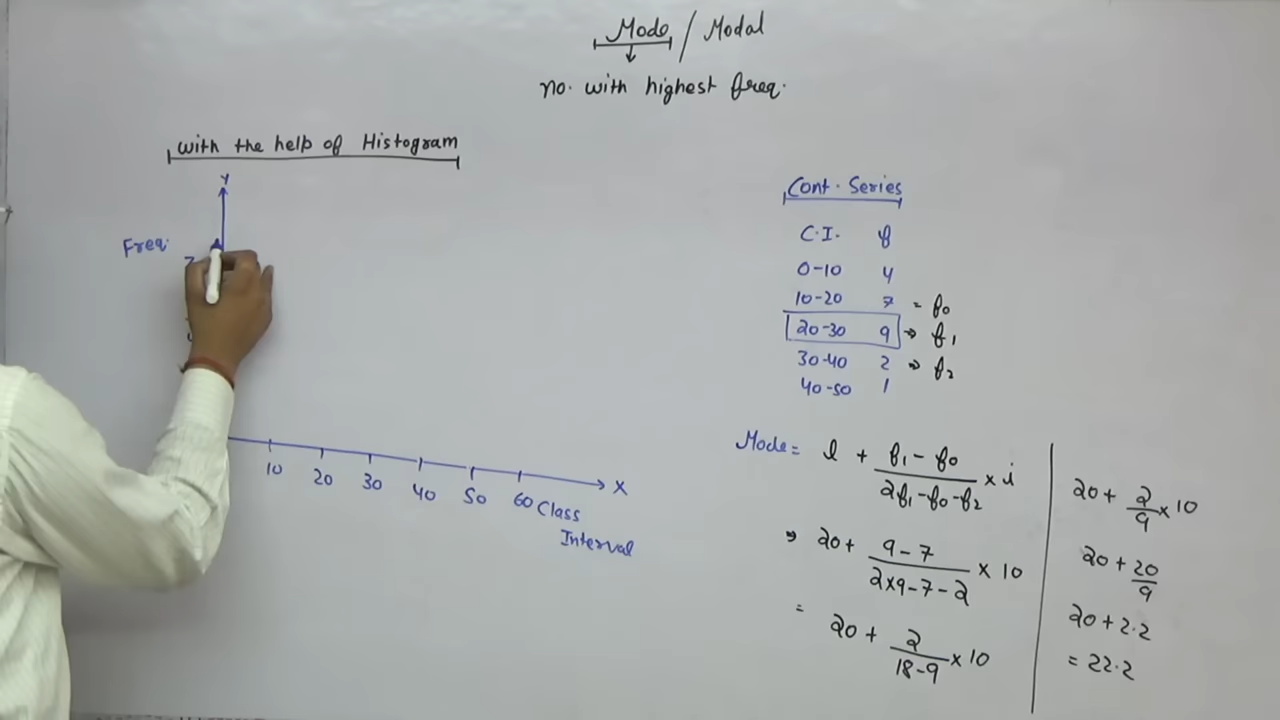 Mode / Modal
no. with highest freq.
with the help of Histogram
Y
Freq.
7
10 20 30 40 50 60 X
Class
Interval
Cont. Series
C.I. f
0-10 4
10-20 7 = f₀
20-30 9 → f₁
30-40 2 ⇒ f₂
40-50 1
Mode = l + f₁ - f₀ / 2f₁ - f₀ - f₂ × i
⇒ 20 + 9 - 7 / 2×9 - 7 - 2 × 10
= 20 + 2 / 18 - 9 × 10
20 + 2/9 × 10
20 + 20/9
20 + 2.2
= 22.2